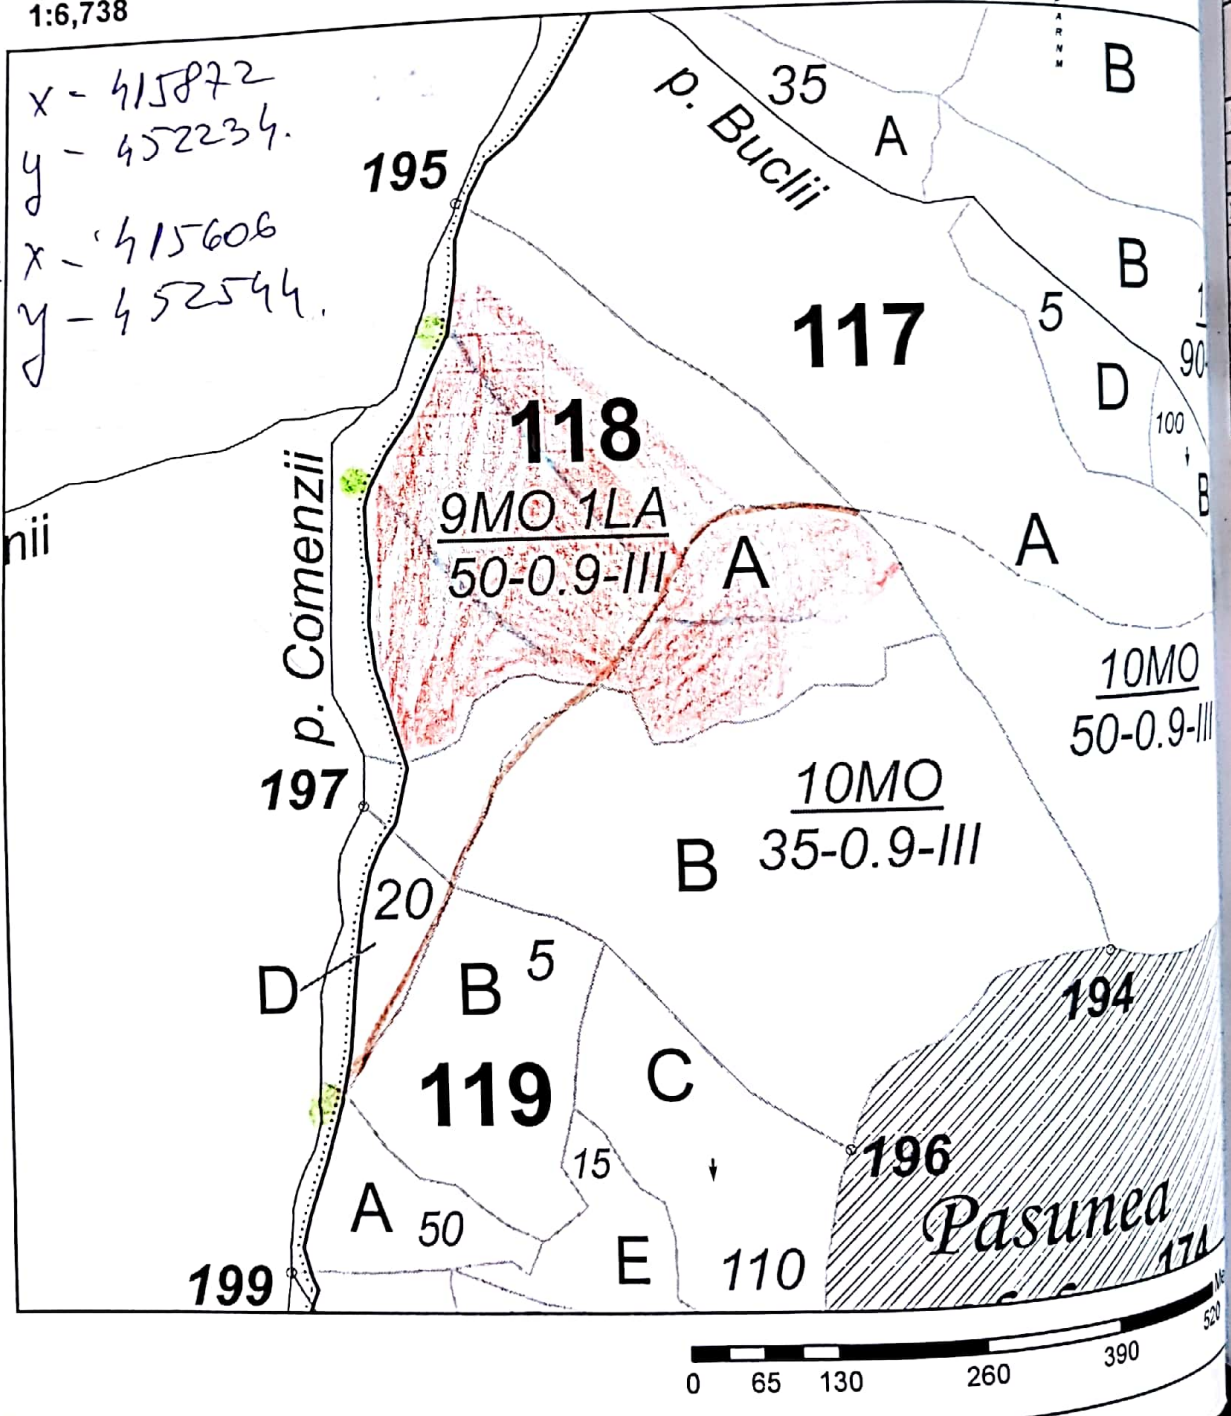 1:6,738
x - 415872
y - 452234.
x - 415606
y - 452544.
195
p. Buclii
35
A
B
A
R
N
M
B
117
5
D
90
100
B
118
9MO 1LA
50-0.9-III
A
A
nii
p. Comenzii
10MO
50-0.9-III
197
10MO
35-0.9-III
B
20
D
B 5
194
119
C
196
15
Pasunea
174
A 50
E
110
199
0 65 130 260 390 520